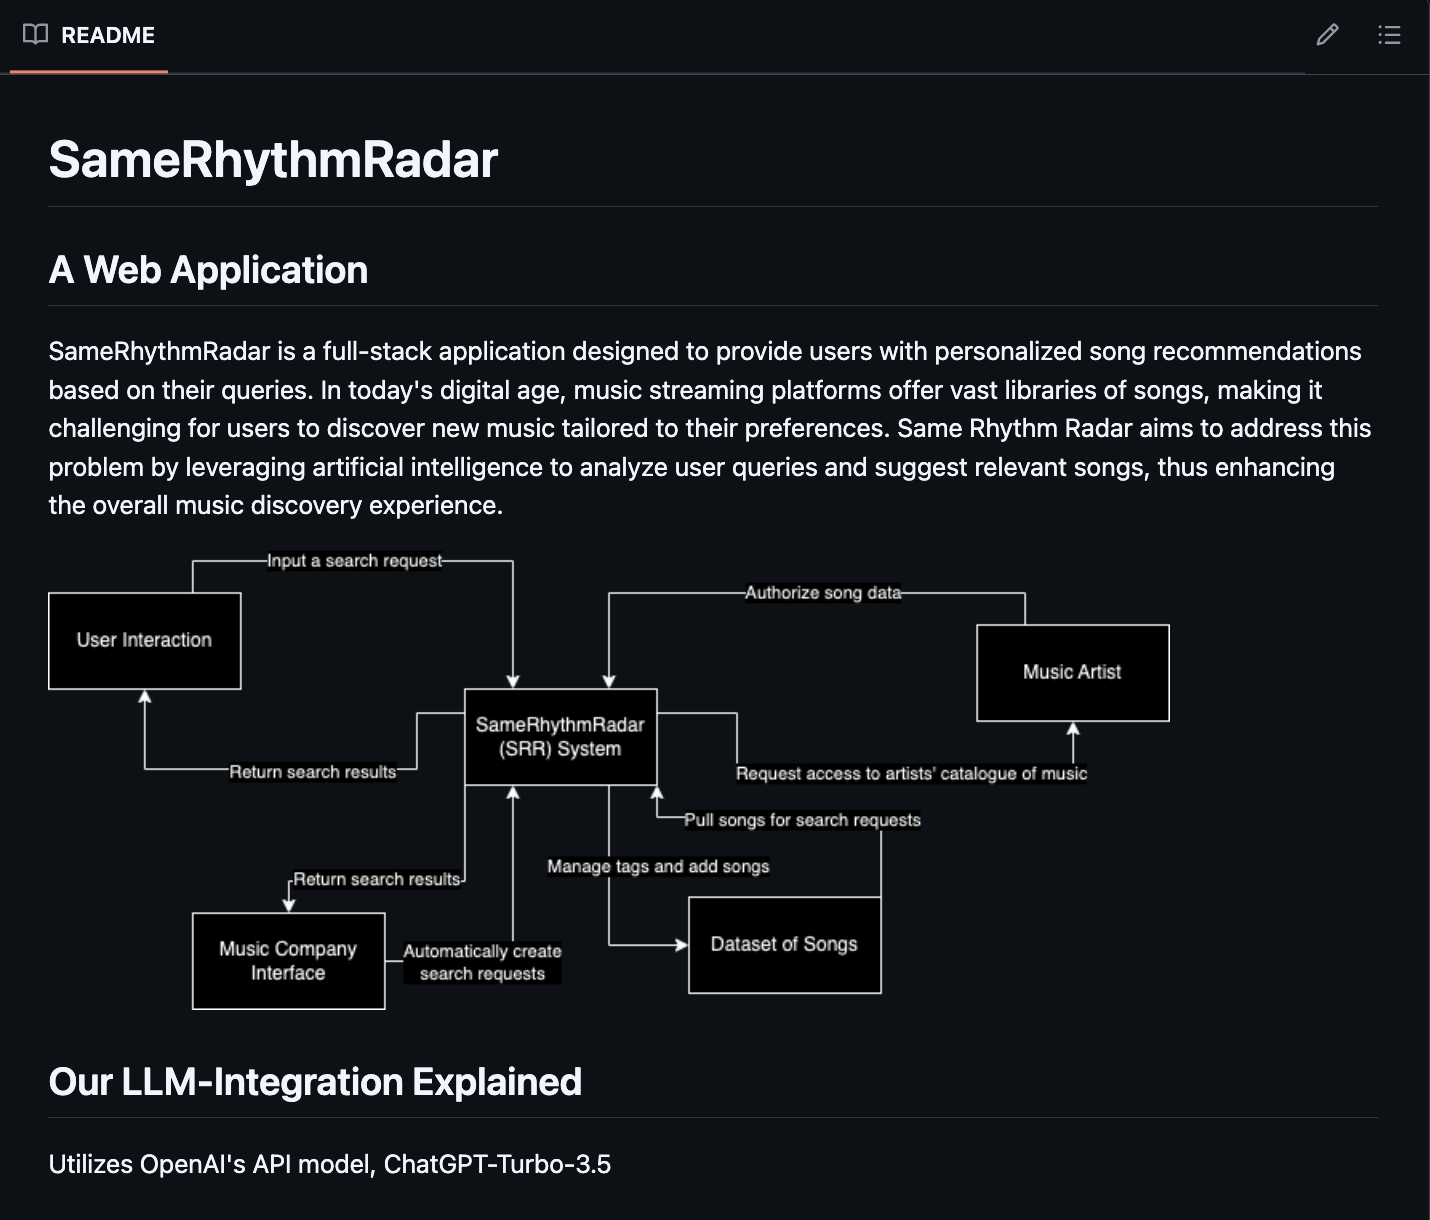 README
SameRhythmRadar
A Web Application
SameRhythmRadar is a full-stack application designed to provide users with personalized song recommendations
based on their queries. In today's digital age, music streaming platforms offer vast libraries of songs, making it
challenging for users to discover new music tailored to their preferences. Same Rhythm Radar aims to address this
problem by leveraging artificial intelligence to analyze user queries and suggest relevant songs, thus enhancing
the overall music discovery experience.
Input a search request
Authorize song data
User Interaction
Music Artist
SameRhythmRadar
(SRR) System
Return search results
Request access to artists' catalogue of music
Pull songs for search requests
Manage tags and add songs
Return search results
Music Company
Interface
Automatically create
search requests
Dataset of Songs
Our LLM-Integration Explained
Utilizes OpenAI's API model, ChatGPT-Turbo-3.5